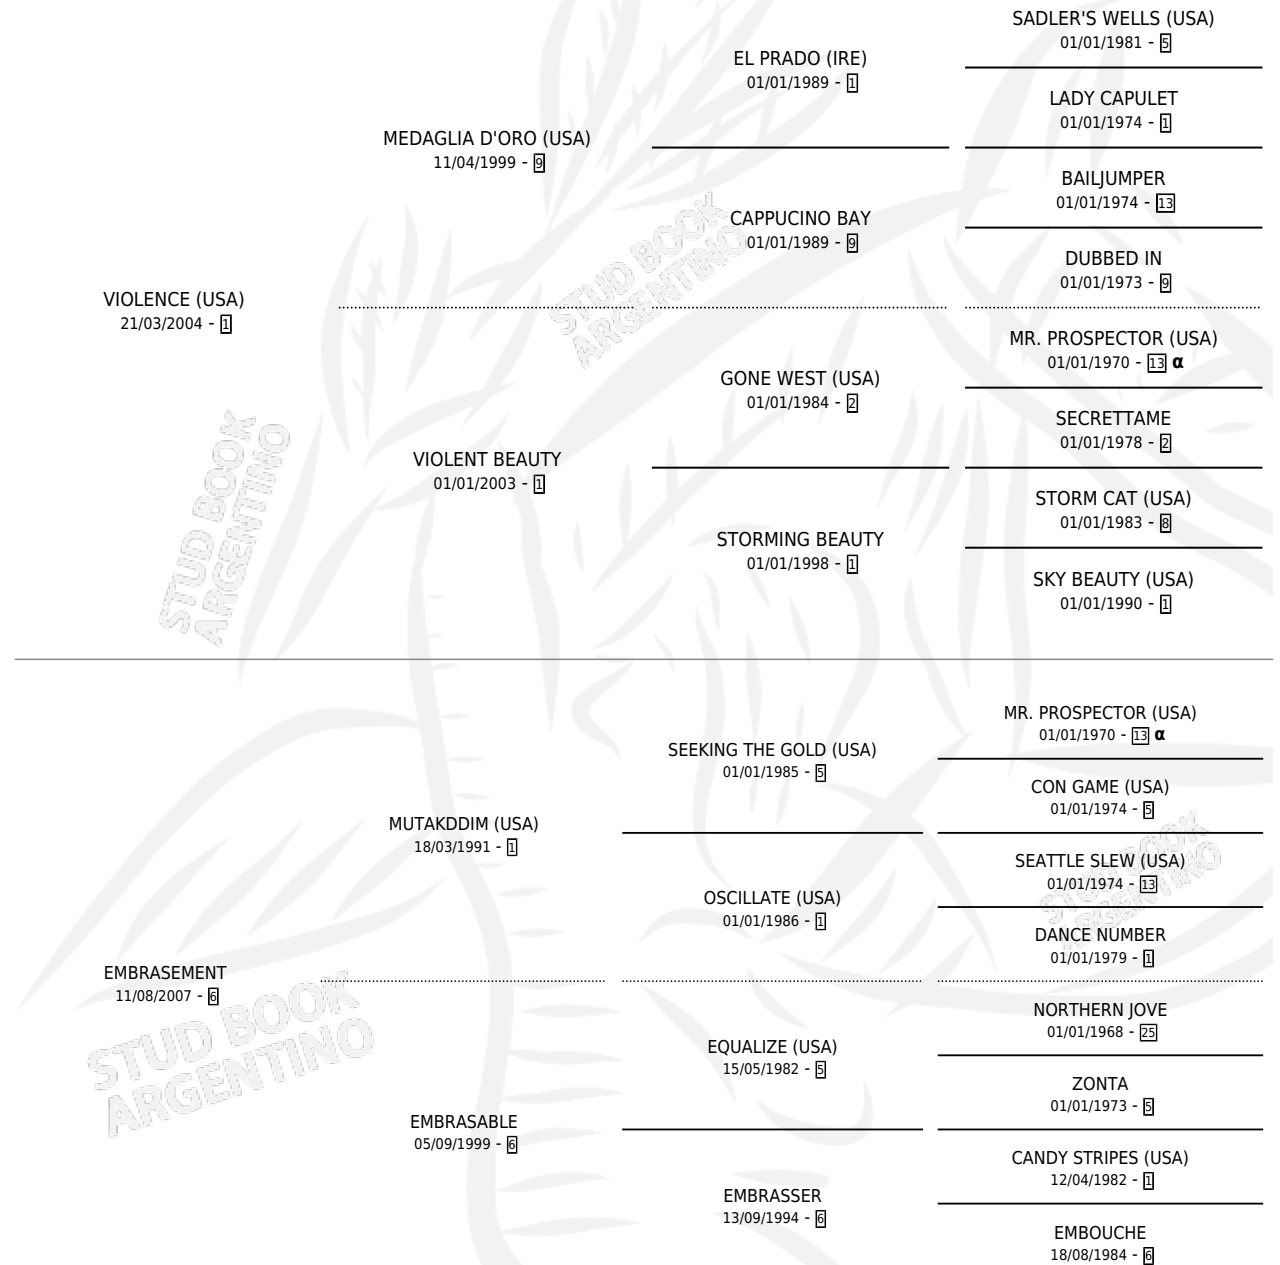 VIOLENCE (USA)
21/03/2004 - 1
MEDAGLIA D'ORO (USA)
11/04/1999 - 9
EL PRADO (IRE)
01/01/1989 - 1
SADLER'S WELLS (USA)
01/01/1981 - 5
LADY CAPULET
01/01/1974 - 1
CAPPUCINO BAY
01/01/1989 - 9
BAILJUMPER
01/01/1974 - 13
DUBBED IN
01/01/1973 - 9
VIOLENT BEAUTY
01/01/2003 - 1
GONE WEST (USA)
01/01/1984 - 2
MR. PROSPECTOR (USA)
01/01/1970 - 13 α
SECRETTAME
01/01/1978 - 2
STORMING BEAUTY
01/01/1998 - 1
STORM CAT (USA)
01/01/1983 - 8
SKY BEAUTY (USA)
01/01/1990 - 1
EMBRASEMENT
11/08/2007 - 6
MUTAKDDIM (USA)
18/03/1991 - 1
SEEKING THE GOLD (USA)
01/01/1985 - 5
MR. PROSPECTOR (USA)
01/01/1970 - 13 α
CON GAME (USA)
01/01/1974 - 5
OSCILLATE (USA)
01/01/1986 - 1
SEATTLE SLEW (USA)
01/01/1974 - 13
DANCE NUMBER
01/01/1979 - 1
EMBRASABLE
05/09/1999 - 6
EQUALIZE (USA)
15/05/1982 - 5
NORTHERN JOVE
01/01/1968 - 25
ZONTA
01/01/1973 - 5
EMBRASSER
13/09/1994 - 6
CANDY STRIPES (USA)
12/04/1982 - 1
EMBOUCHE
18/08/1984 - 6
STUD BOOK
ARGENTINO
STUD BOOK
ARGENTINO
STUD BOOK
ARGENTINO
STUD BOOK
ARGENTINO